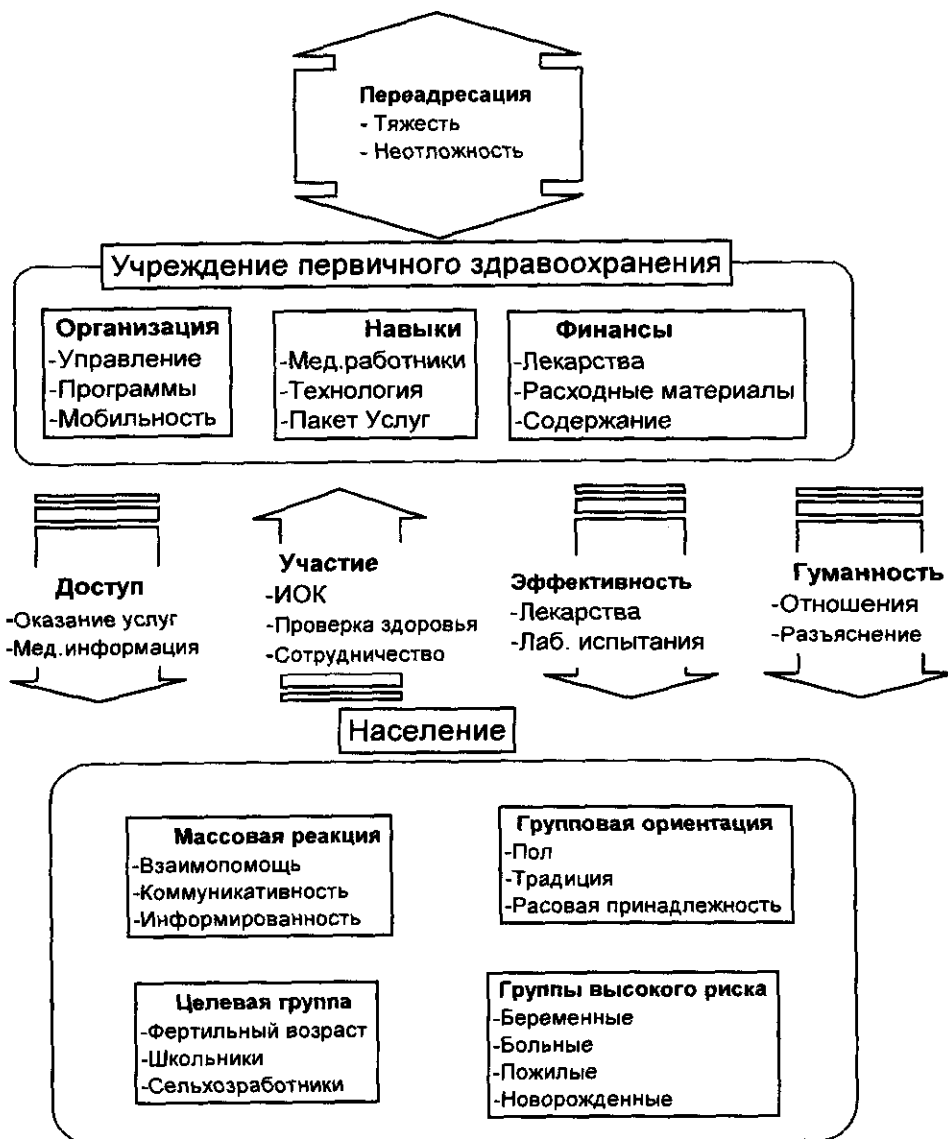 Переадресация
- Тяжесть
- Неотложность
Учреждение первичного здравоохранения
Организация
-Управление
-Программы
-Мобильность
Навыки
-Мед.работники
-Технология
-Пакет Услуг
Финансы
-Лекарства
-Расходные материалы
-Содержание
Доступ
-Оказание услуг
-Мед.информация
Участие
-ИОК
-Проверка здоровья
-Сотрудничество
Эффективность
-Лекарства
-Лаб. испытания
Гуманность
-Отношения
-Разъяснение
Население
Массовая реакция
-Взаимопомощь
-Коммуникативность
-Информированность
Групповая ориентация
-Пол
-Традиция
-Расовая принадлежность
Целевая группа
-Фертильный возраст
-Школьники
-Сельхозработники
Группы высокого риска
-Беременные
-Больные
-Пожилые
-Новорожденные